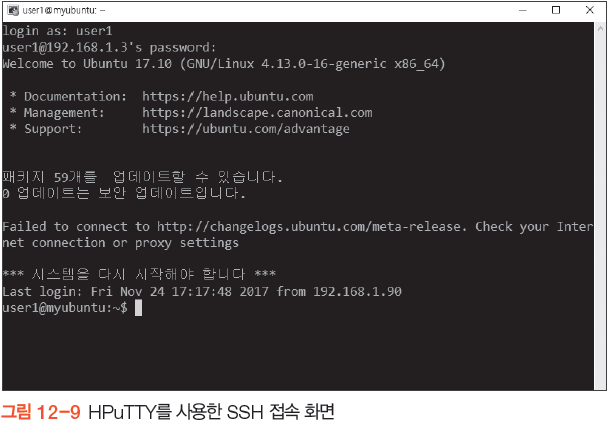 user1@myubuntu: ~
login as: user1
user1@192.168.1.3's password:
Welcome to Ubuntu 17.10 (GNU/Linux 4.13.0-16-generic x86_64)
* Documentation: https://help.ubuntu.com
* Management: https://landscape.canonical.com
* Support: https://ubuntu.com/advantage
패키지 59개를 업데이트할 수 있습니다.
0 업데이트는 보안 업데이트입니다.
Failed to connect to http://changelogs.ubuntu.com/meta-release. Check your Inter
net connection or proxy settings
*** 시스템을 다시 시작해야 합니다 ***
Last login: Fri Nov 24 17:17:48 2017 from 192.168.1.90
user1@myubuntu:~$
그림 12-9 HPuTTY를 사용한 SSH 접속 화면